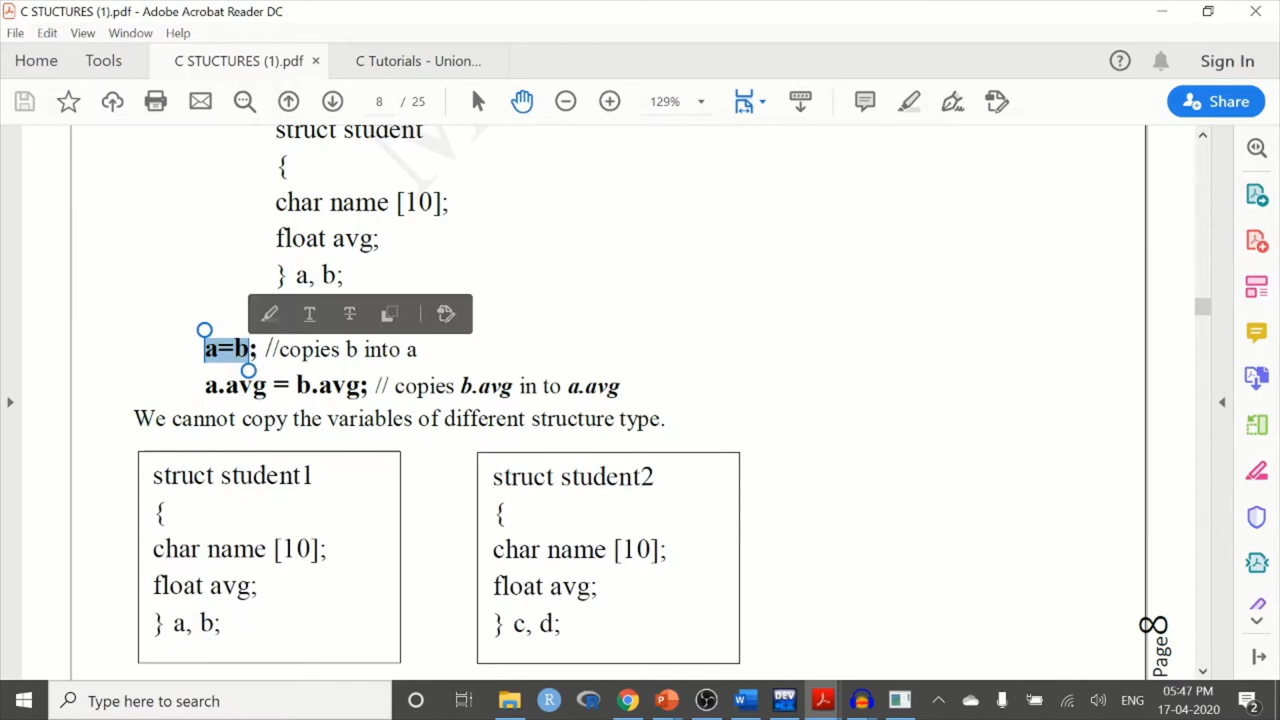 C STUCTURES (1).pdf - Adobe Acrobat Reader DC
File Edit View Window Help
Home Tools C STUCTURES (1).pdf × C Tutorials - Union... Sign In
8 / 25 129% Share
struct student
{
char name [10];
float avg;
} a, b;
a=b; //copies b into a
a.avg = b.avg; // copies b.avg in to a.avg
We cannot copy the variables of different structure type.
struct student1
{
char name [10];
float avg;
} a, b;
struct student2
{
char name [10];
float avg;
} c, d;
Page 8
Type here to search
ENG
05:47 PM
17-04-2020
2